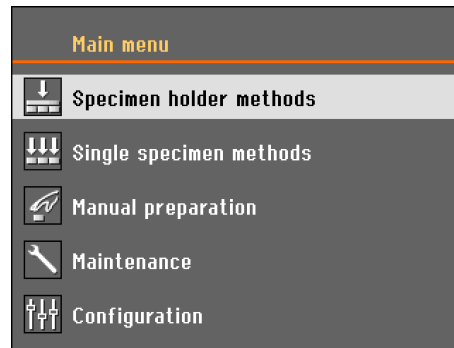 Main menu
Specimen holder methods
Single specimen methods
Manual preparation
Maintenance
Configuration